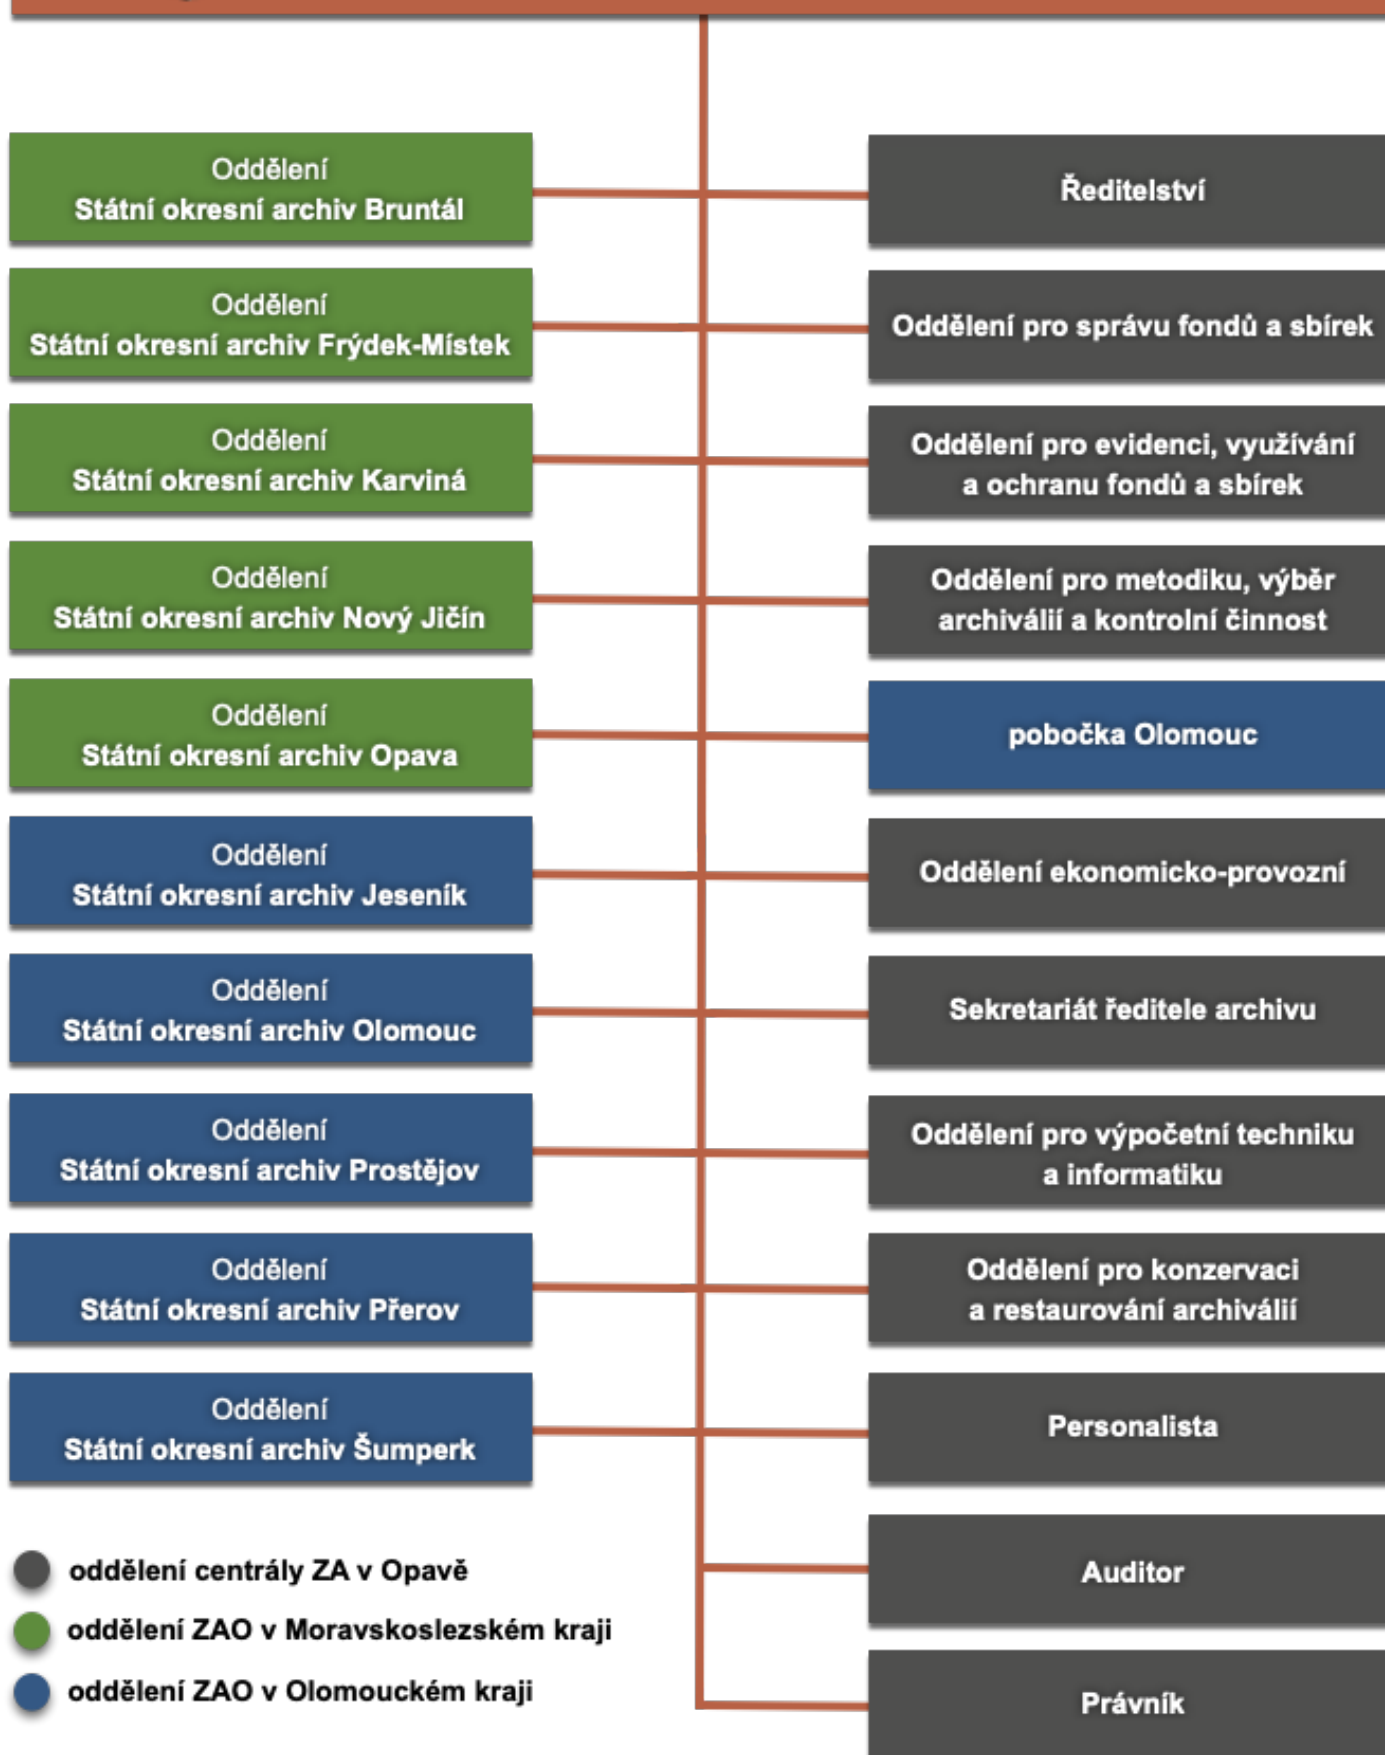 Oddělení
Státní okresní archiv Bruntál
Oddělení
Státní okresní archiv Frýdek-Místek
Oddělení
Státní okresní archiv Karviná
Oddělení
Státní okresní archiv Nový Jičín
Oddělení
Státní okresní archiv Opava
Oddělení
Státní okresní archiv Jeseník
Oddělení
Státní okresní archiv Olomouc
Oddělení
Státní okresní archiv Prostějov
Oddělení
Státní okresní archiv Přerov
Oddělení
Státní okresní archiv Šumperk
Ředitelství
Oddělení pro správu fondů a sbírek
Oddělení pro evidenci, využívání
a ochranu fondů a sbírek
Oddělení pro metodiku, výběr
archiválií a kontrolní činnost
pobočka Olomouc
Oddělení ekonomicko-provozní
Sekretariát ředitele archivu
Oddělení pro výpočetní techniku
a informatiku
Oddělení pro konzervaci
a restaurování archiválií
Personalista
Auditor
Právník
oddělení centrály ZA v Opavě
oddělení ZAO v Moravskoslezském kraji
oddělení ZAO v Olomouckém kraji